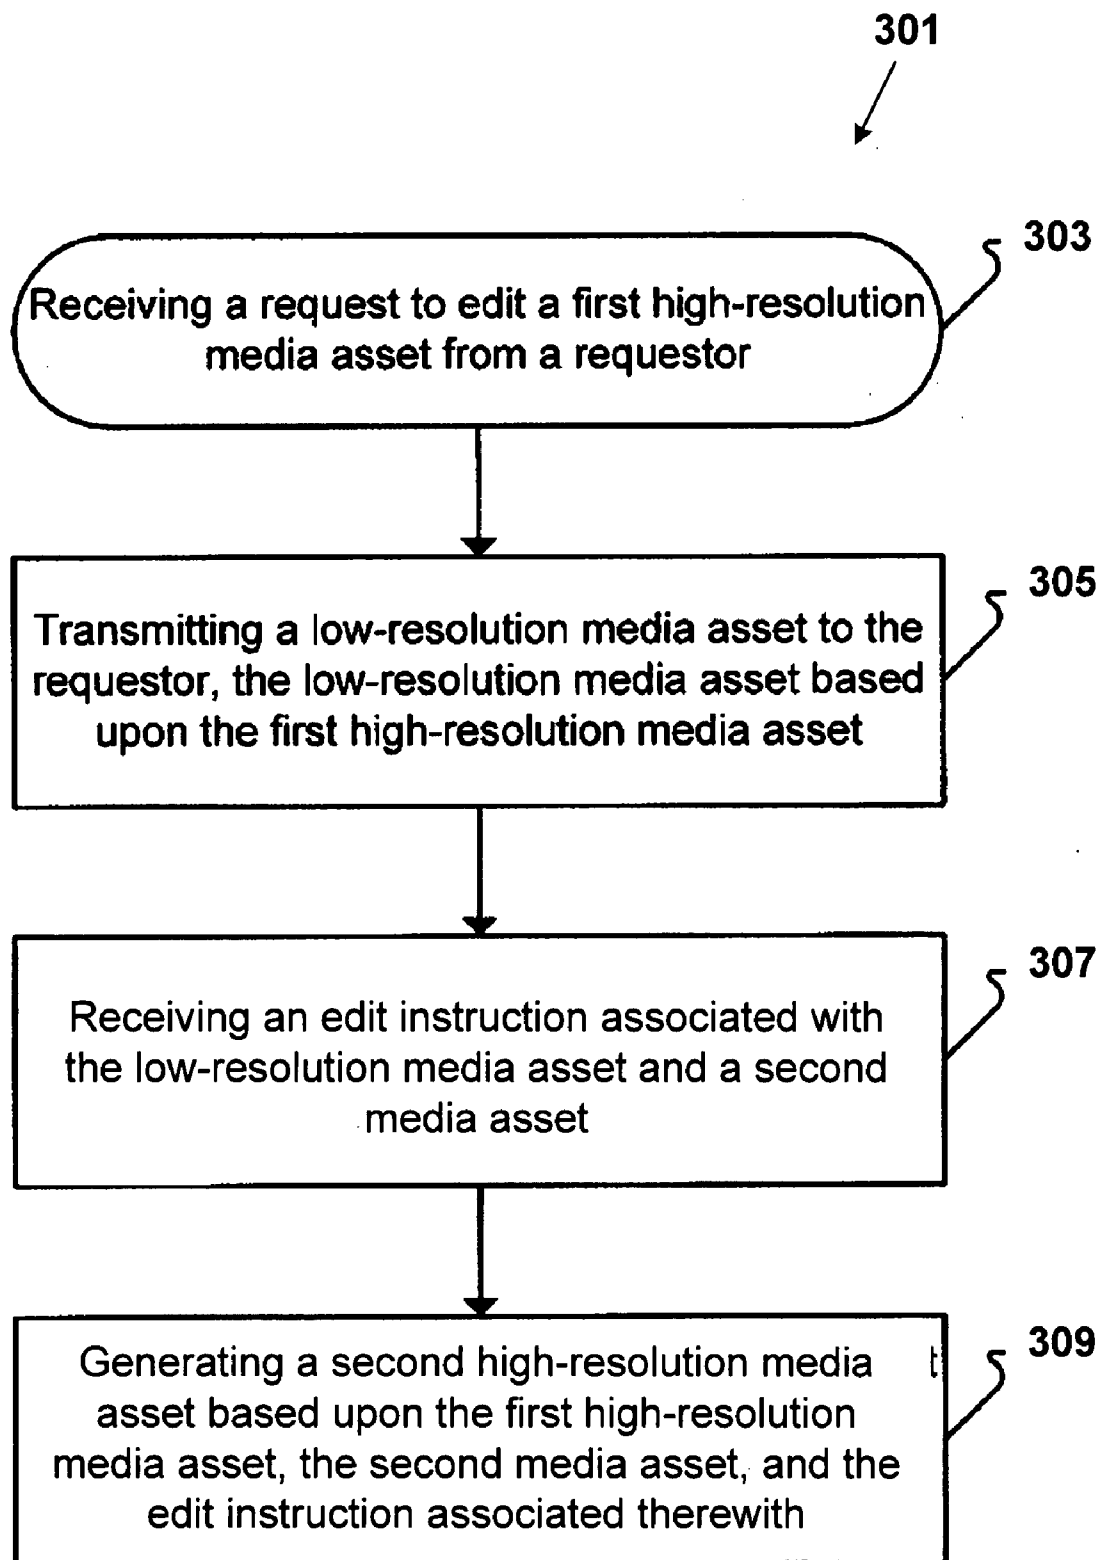 301
303
Receiving a request to edit a first high-resolution
media asset from a requestor
305
Transmitting a low-resolution media asset to the
requestor, the low-resolution media asset based
upon the first high-resolution media asset
307
Receiving an edit instruction associated with
the low-resolution media asset and a second
media asset
309
Generating a second high-resolution media t
asset based upon the first high-resolution
media asset, the second media asset, and the
edit instruction associated therewith